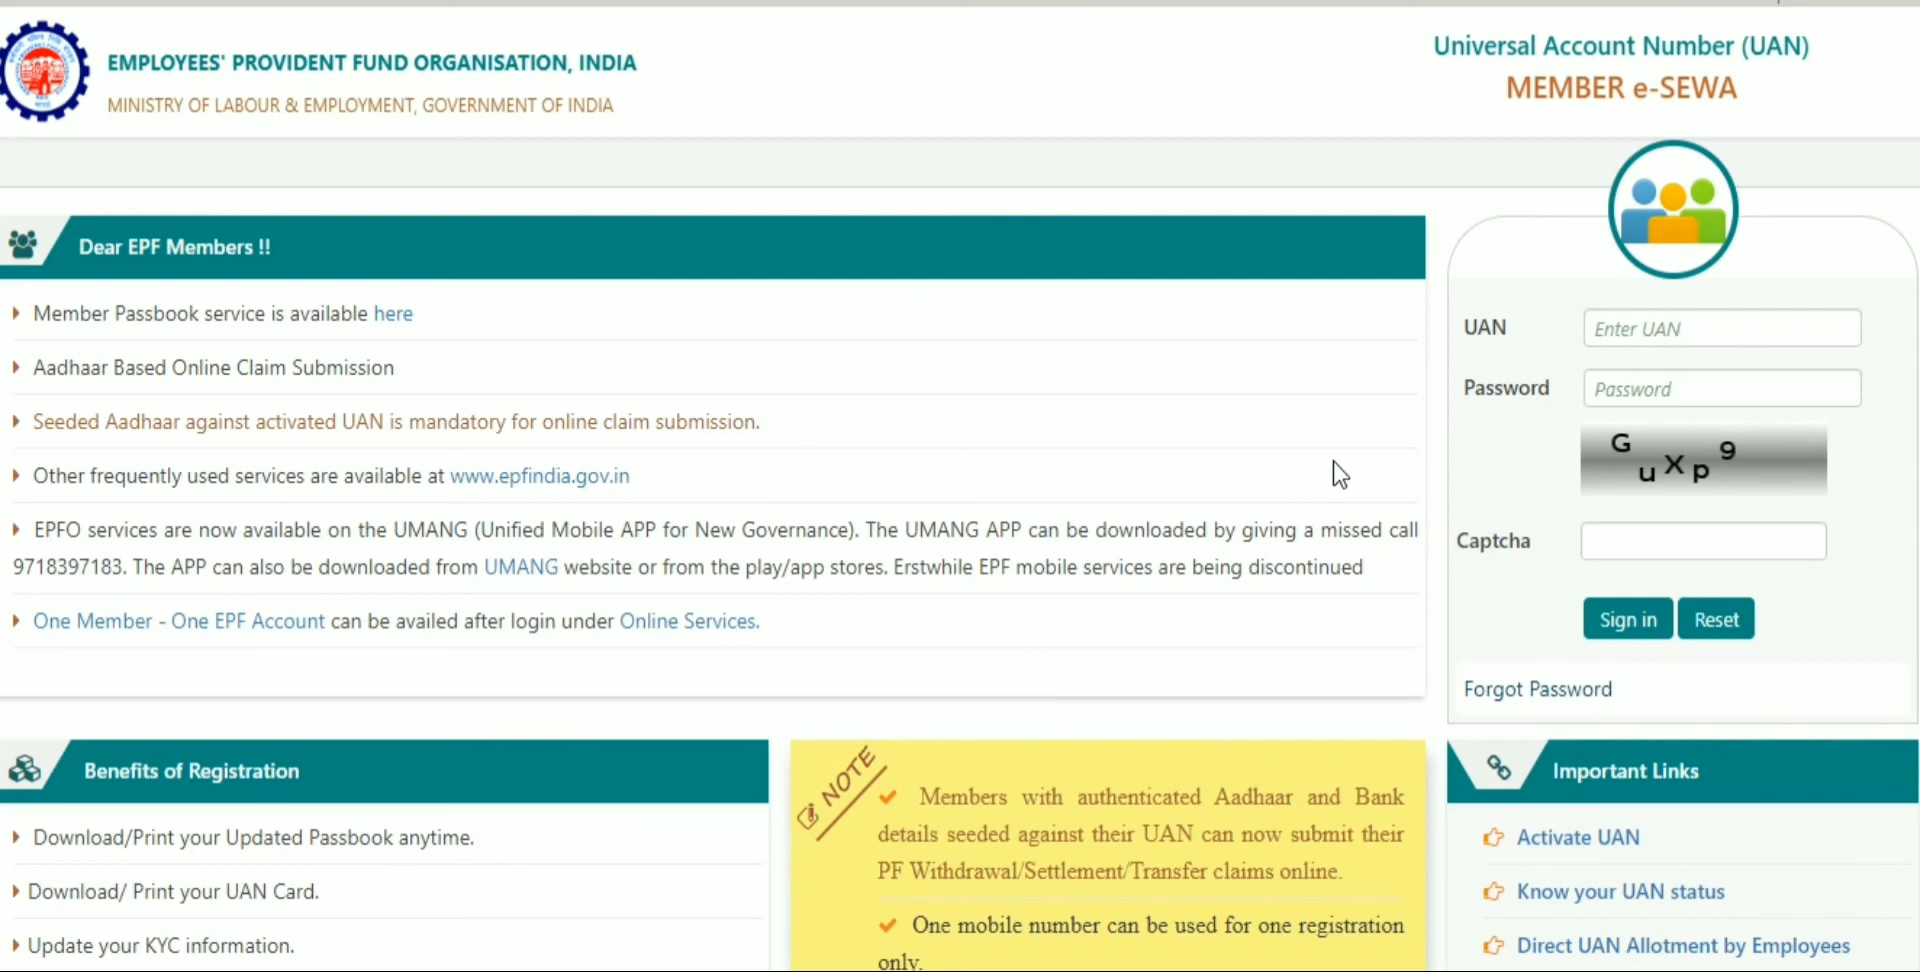 EMPLOYEES' PROVIDENT FUND ORGANISATION, INDIA
MINISTRY OF LABOUR & EMPLOYMENT, GOVERNMENT OF INDIA
Universal Account Number (UAN)
MEMBER e-SEWA
Dear EPF Members !!
Member Passbook service is available here
Aadhaar Based Online Claim Submission
Seeded Aadhaar against activated UAN is mandatory for online claim submission.
Other frequently used services are available at www.epfindia.gov.in
EPFO services are now available on the UMANG (Unified Mobile APP for New Governance). The UMANG APP can be downloaded by giving a missed call
9718397183. The APP can also be downloaded from UMANG website or from the play/app stores. Erstwhile EPF mobile services are being discontinued
One Member - One EPF Account can be availed after login under Online Services.
UAN
Enter UAN
Password
Password
G u X p 9
Captcha
Sign in
Reset
Forgot Password
Benefits of Registration
Download/Print your Updated Passbook anytime.
Download/ Print your UAN Card.
Update your KYC information.
NOTE
Members with authenticated Aadhaar and Bank
details seeded against their UAN can now submit their
PF Withdrawal/Settlement/Transfer claims online.
One mobile number can be used for one registration
only.
Important Links
Activate UAN
Know your UAN status
Direct UAN Allotment by Employees